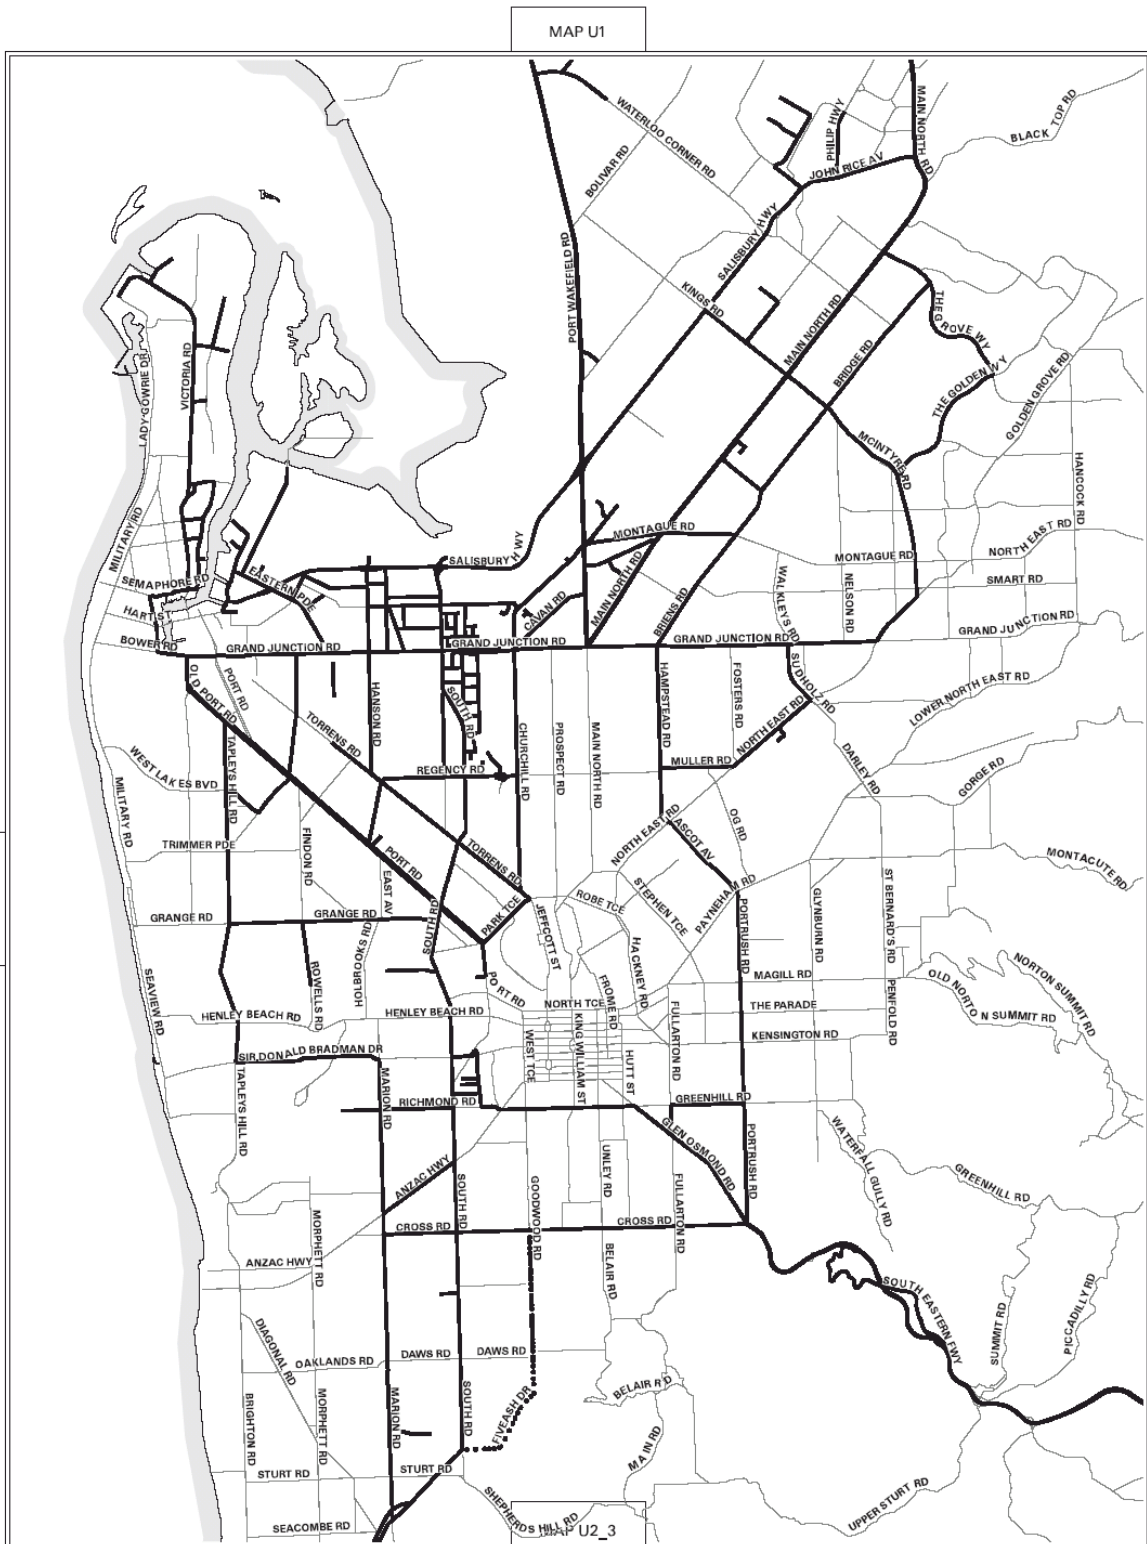 MAP U1
WATERLOO CORNER RD
BOLIVAR RD
PHILIP HWY
JOHN RICE AV
MAIN NORTH RD
BLACK TOP RD
PORT WAKEFIELD RD
SALISBURY HWY
KINGS RD
MAIN NORTH RD
BRIDGE RD
THE GROVE WY
THE GOLDEN WY
GOLDEN GROVE RD
LADY GOWRIE DR
VICTORIA RD
MCINTYRE RD
HANCOCK RD
MILITARY RD
SALISBURY HWY
MONTAGUE RD
MONTAGUE RD
NORTH EAST RD
SEMAPHORE RD
EASTERN PDE
HART ST
CAVAN RD
MAIN NORTH RD
BRIENS RD
WALKLEYS RD
NELSON RD
SMART RD
BOWER RD
GRAND JUNCTION RD
GRAND JUNCTION RD
GRAND JUNCTION RD
GRAND JUNCTION RD
OLD PORT RD
PORT RD
TORRENS RD
HANSON RD
SOUTH RD
CHURCHILL RD
PROSPECT RD
MAIN NORTH RD
HAMPSTEAD RD
FOSTERS RD
SUDHOLZ RD
NORTH EAST RD
LOWER NORTH EAST RD
WEST LAKES BVD
TAPLEYS HILL RD
REGENCY RD
MULLER RD
DARLEY RD
GORGE RD
MILITARY RD
TRIMMER PDE
FINDON RD
PORT RD
EAST AV
TORRENS RD
NORTH EAST RD
ASCOT AV
OG RD
MONTACUTE RD
GRANGE RD
GRANGE RD
SOUTH RD
PARK TCE
JEFFCOTT ST
ROBE TCE
STEPHEN TCE
PAYNEHAM RD
PORTRUSH RD
GLYNBURN RD
ST BERNARD'S RD
SEAVIEW RD
ROWELLS RD
HOLBROOKS RD
PORT RD
FROME RD
HACKNEY RD
MAGILL RD
OLD NORTON SUMMIT RD
NORTON SUMMIT RD
HENLEY BEACH RD
HENLEY BEACH RD
NORTH TCE
THE PARADE
PENFOLD RD
SIR DONALD BRADMAN DR
WEST TCE
KING WILLIAM ST
HUTT ST
FULLARTON RD
KENSINGTON RD
TAPLEYS HILL RD
MARION RD
RICHMOND RD
GREENHILL RD
GLEN OSMOND RD
PORTRUSH RD
WATERFALL GULLY RD
ANZAC HWY
SOUTH RD
GOODWOOD RD
UNLEY RD
FULLARTON RD
GREENHILL RD
CROSS RD
CROSS RD
MORPHETT RD
ANZAC HWY
BELAIR RD
SOUTH EASTERN FWY
SUMMIT RD
PICCADILLY RD
DIAGONAL RD
OAKLANDS RD
DAWS RD
DAWS RD
BRIGHTON RD
MORPHETT RD
MARION RD
SOUTH RD
FIVEASH DR
BELAIR RD
MAIN RD
STURT RD
STURT RD
SHEPHERDS HILL RD
UPPER STURT RD
SEACOMBE RD
U2_3